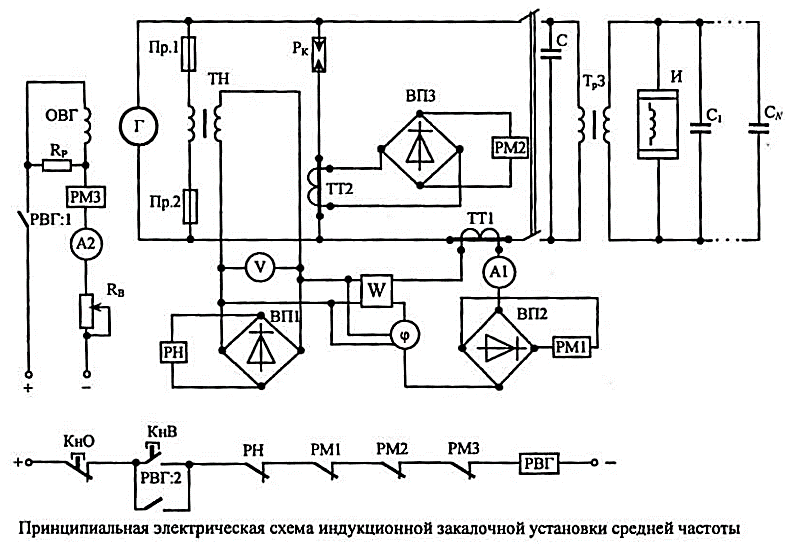 Пр.1
ТН
Рк
ВП3
С
ТрЗ
И
ОВГ
Г
С1
СN
RР
РМ3
РМ2
ТТ2
Пр.2
РВГ:1
А2
ТТ1
V
А1
W
RВ
ВП1
ВП2
РН
φ
РМ1
+
−
КнО
КнВ
РН
РМ1
РМ2
РМ3
+
РВГ:2
РВГ
−
Принципиальная электрическая схема индукционной закалочной установки средней частоты